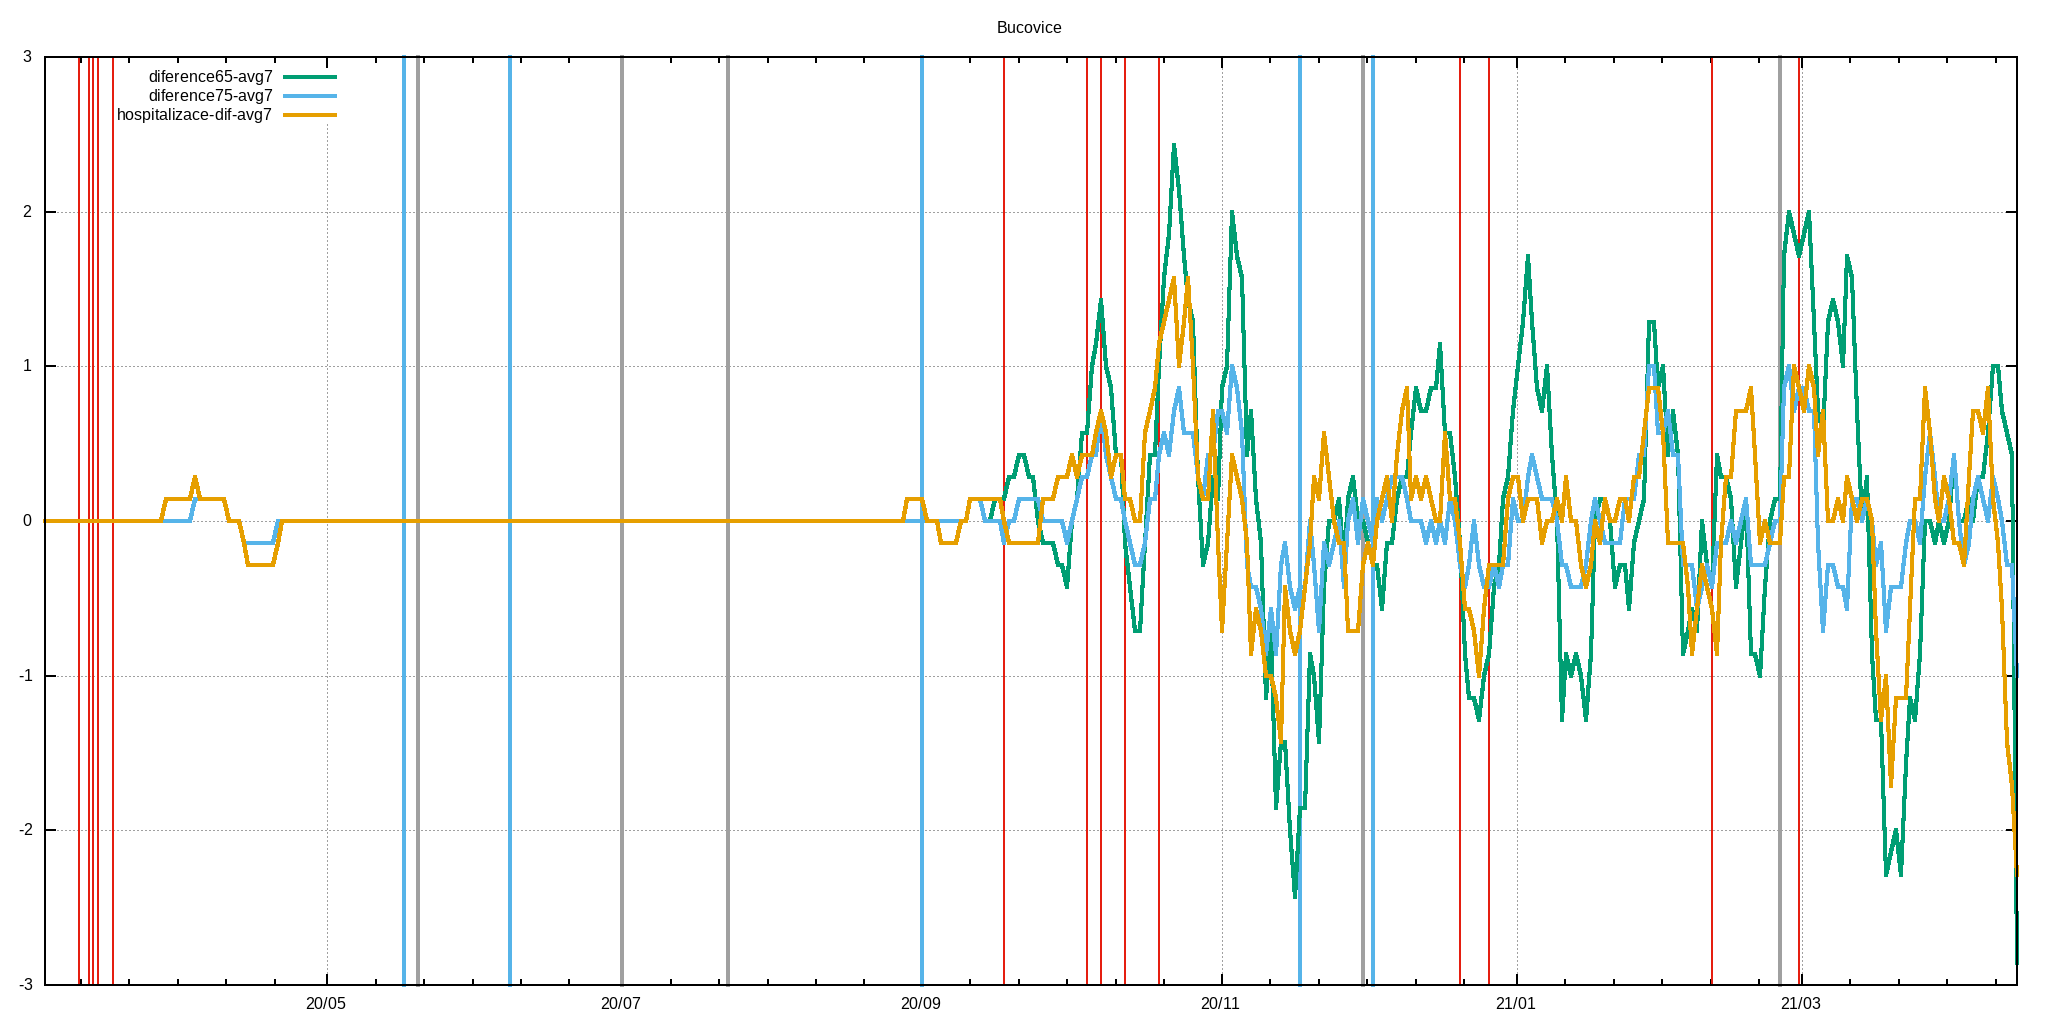 Bucovice
diference65-avg7
diference75-avg7
hospitalizace-dif-avg7
3
2
1
0
-1
-2
-3
20/05 20/07 20/09 20/11 21/01 21/03